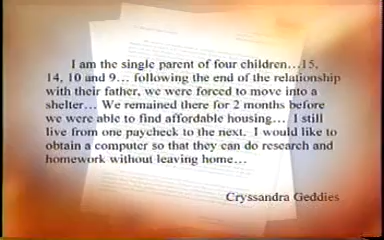 I am the single parent of four children...15,
14, 10 and 9... following the end of the relationship
with their father, we were forced to move into a
shelter... We remained there for 2 months before
we were able to find affordable housing... I still
live from one paycheck to the next.  I would like to
obtain a computer so that they can do research and
homework without leaving home...
Cryssandra Geddies